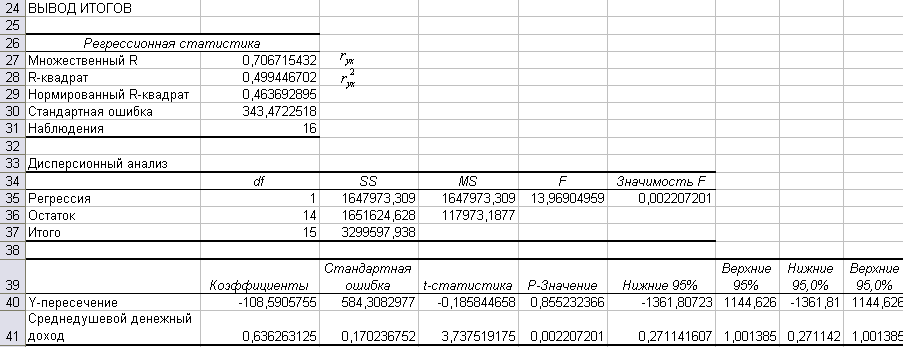 24 ВЫВОД ИТОГОВ
25
26 Регрессионная статистика
27 Множественный R 0,706715432 r yx
28 R-квадрат 0,499446702 r yx 2
29 Нормированный R-квадрат 0,463692895
30 Стандартная ошибка 343,4722518
31 Наблюдения 16
32
33 Дисперсионный анализ
34 df SS MS F Значимость F
35 Регрессия 1 1647973,309 1647973,309 13,96904959 0,002207201
36 Остаток 14 1651624,628 117973,1877
37 Итого 15 3299597,938
38
Стандартная Верхние Нижние Верхние
39 Коэффициенты ошибка t-статистика P-Значение Нижние 95% 95% 95,0% 95,0%
40 Y-пересечение -108,5905755 584,3082977 -0,185844658 0,855232366 -1361,80723 1144,626 -1361,81 1144,626
Среднедушевой денежный
41 доход 0,636263125 0,170236752 3,737519175 0,002207201 0,271141607 1,001385 0,271142 1,001385